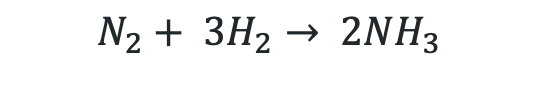 N₂ + 3H₂ → 2NH₃